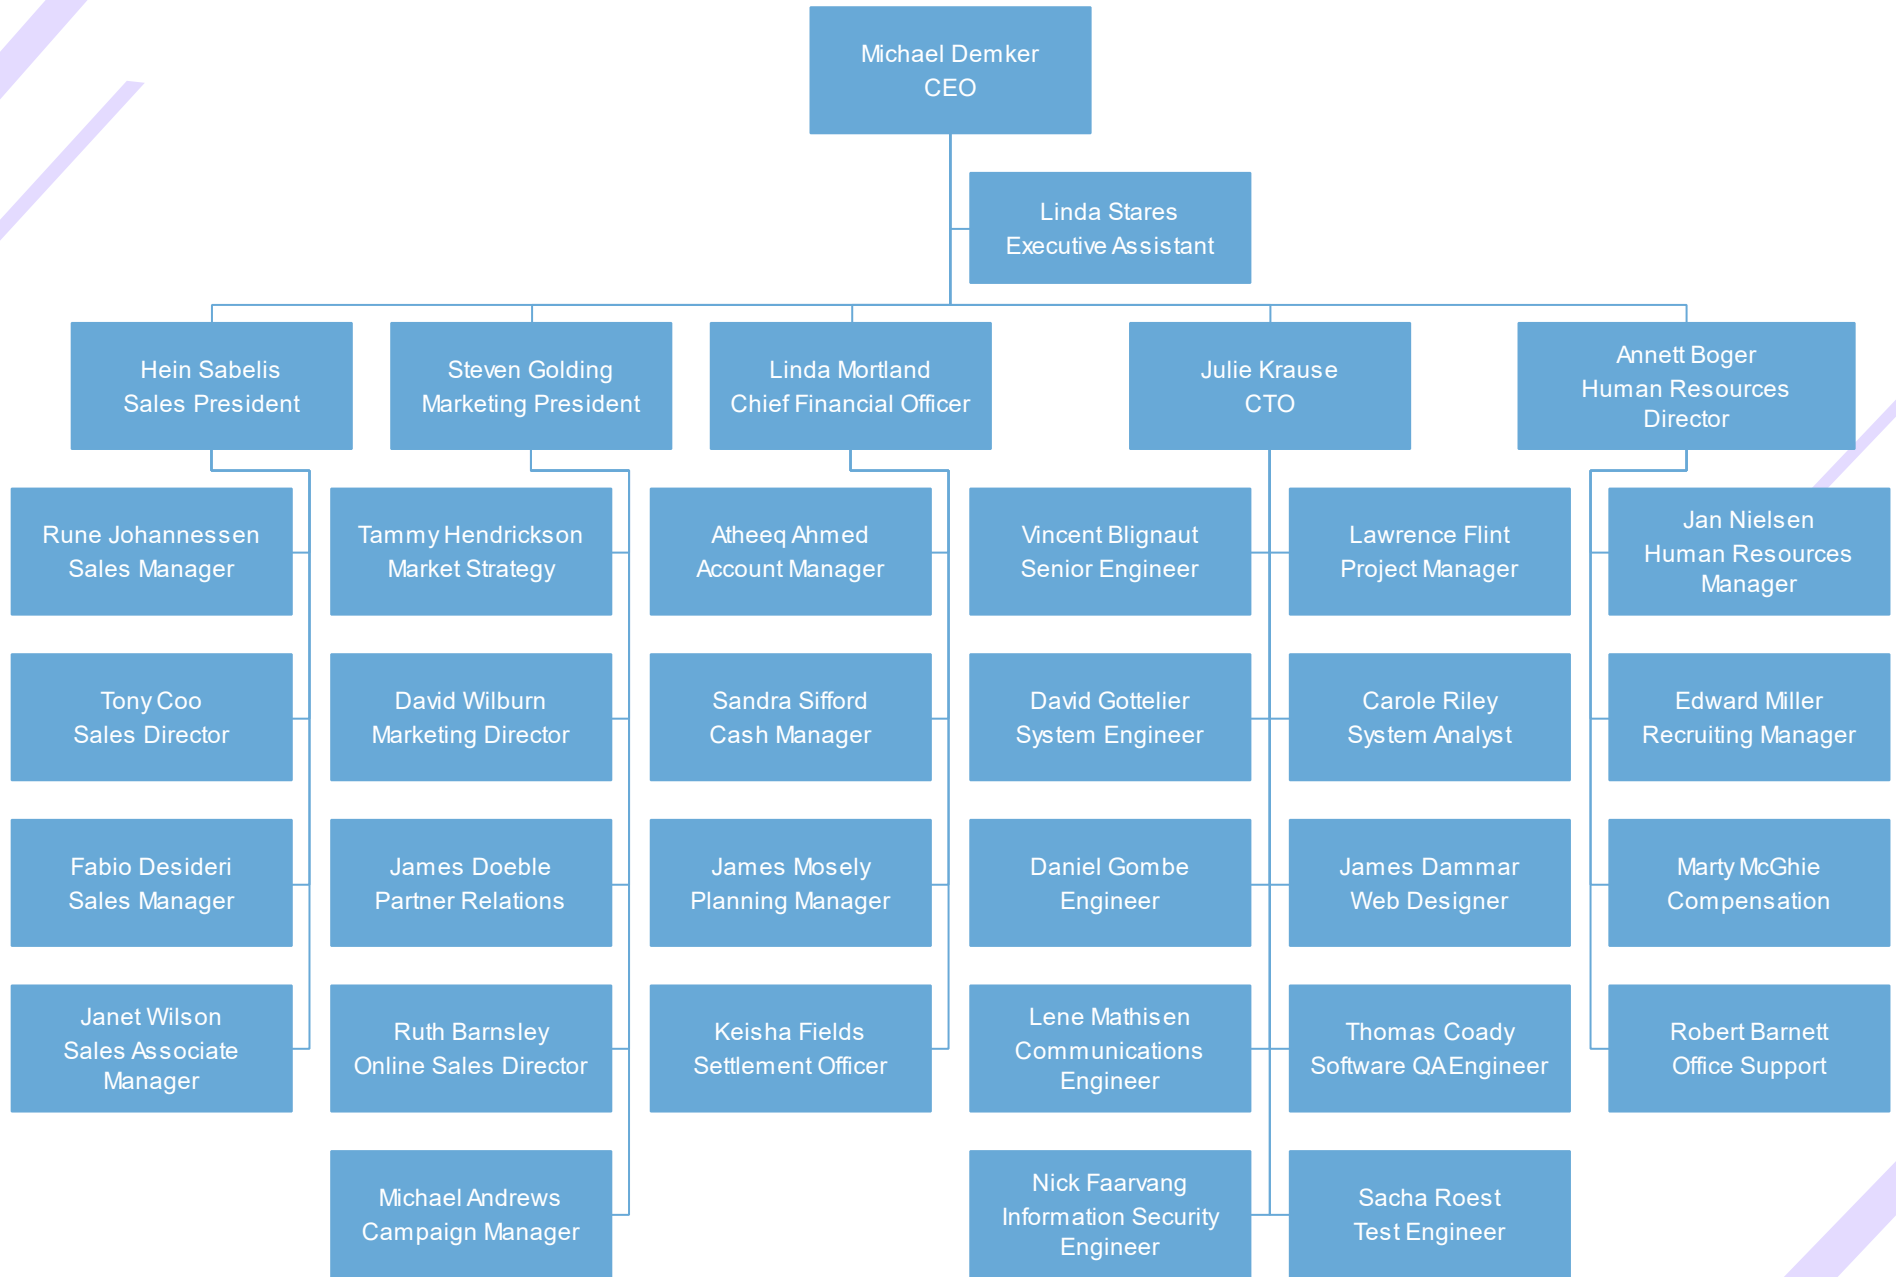 Michael Demker
CEO
Linda Stares
Executive Assistant
Hein Sabelis
Sales President
Steven Golding
Marketing President
Linda Mortland
Chief Financial Officer
Julie Krause
CTO
Annett Boger
Human Resources
Director
Rune Johannessen
Sales Manager
Tammy Hendrickson
Market Strategy
Atheeq Ahmed
Account Manager
Vincent Blignaut
Senior Engineer
Lawrence Flint
Project Manager
Jan Nielsen
Human Resources
Manager
Tony Coo
Sales Director
David Wilburn
Marketing Director
Sandra Sifford
Cash Manager
David Gottelier
System Engineer
Carole Riley
System Analyst
Edward Miller
Recruiting Manager
Fabio Desideri
Sales Manager
James Doeble
Partner Relations
James Mosely
Planning Manager
Daniel Gombe
Engineer
James Dammar
Web Designer
Marty McGhie
Compensation
Janet Wilson
Sales Associate
Manager
Ruth Barnsley
Online Sales Director
Keisha Fields
Settlement Officer
Lene Mathisen
Communications
Engineer
Thomas Coady
Software QA Engineer
Robert Barnett
Office Support
Michael Andrews
Campaign Manager
Nick Faarvang
Information Security
Engineer
Sacha Roest
Test Engineer